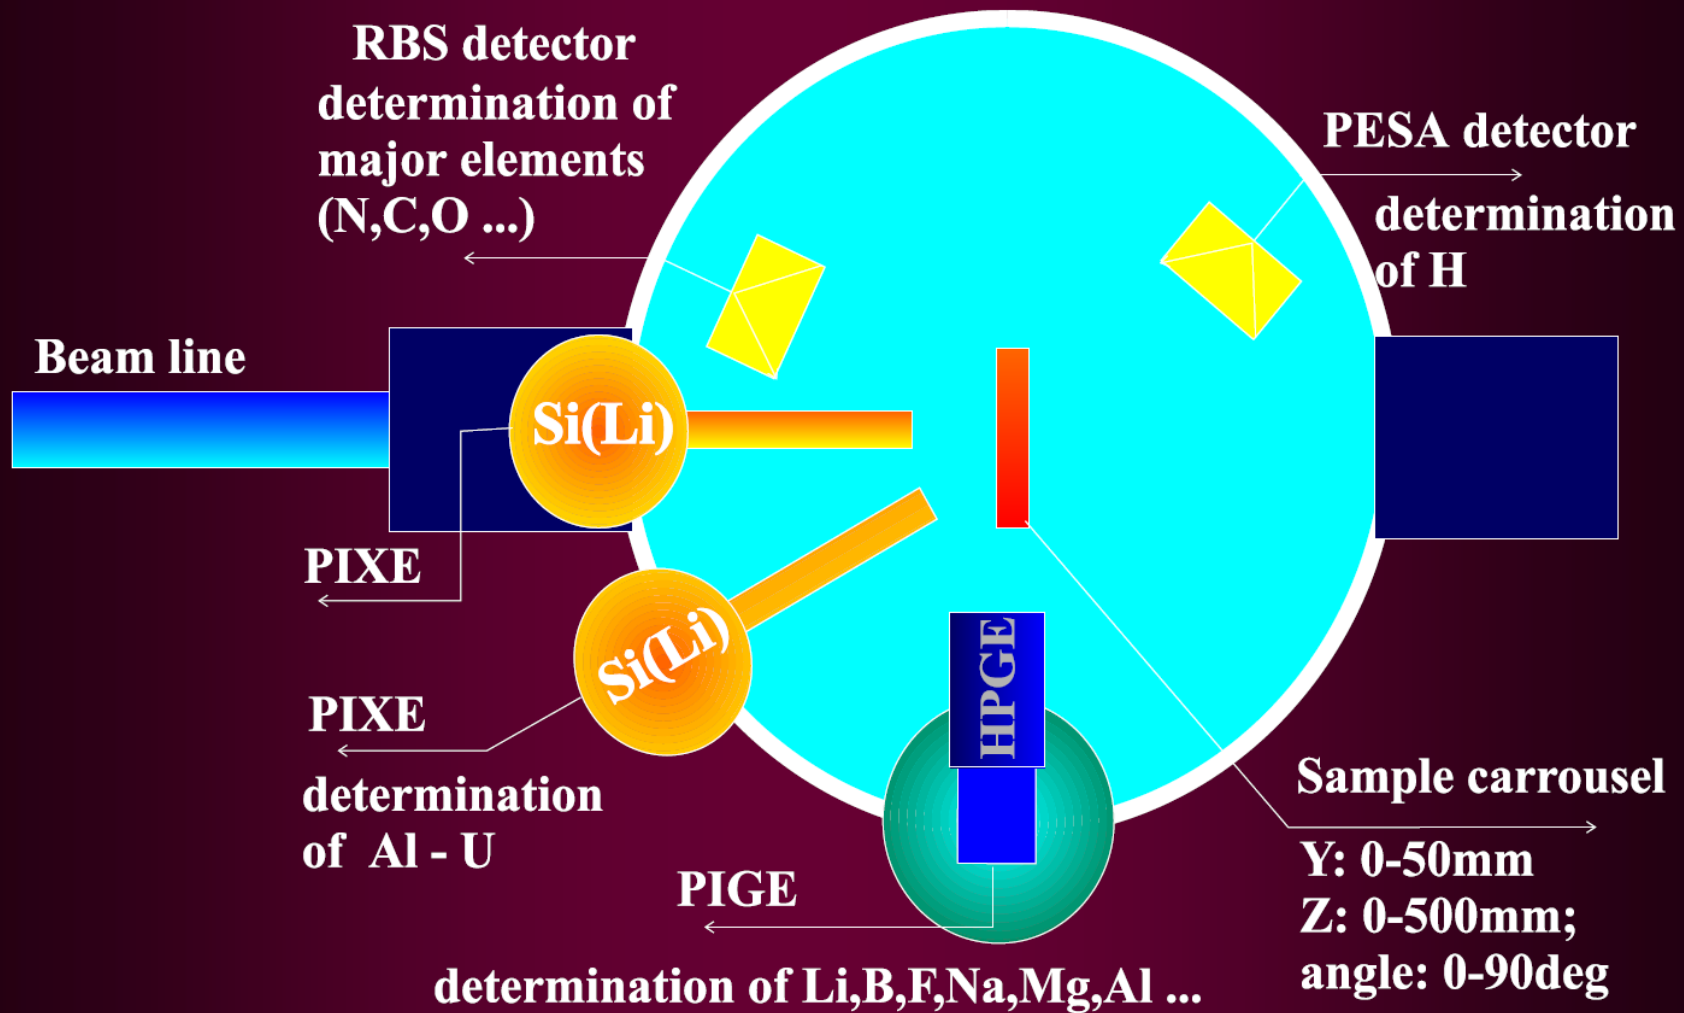 RBS detector
determination of
major elements
(N,C,O ...)
PESA detector
determination
of H
Beam line
Si(Li)
PIXE
Si(Li)
PIXE
determination
of Al - U
HPGE
PIGE
determination of Li,B,F,Na,Mg,Al ...
Sample carrousel
Y: 0-50mm
Z: 0-500mm;
angle: 0-90deg